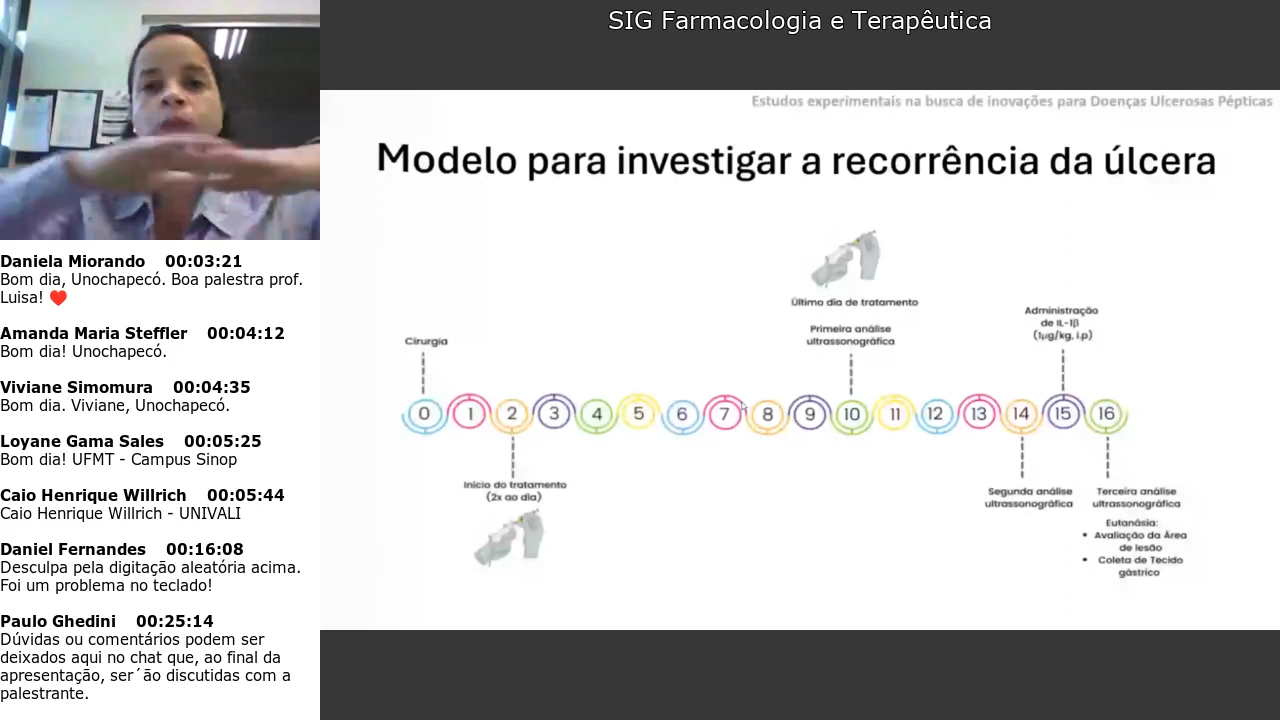 SIG Farmacologia e Terapêutica
Daniela Miorando 00:03:21
Bom dia, Unochapecó. Boa palestra prof.
Luisa! ❤️
Amanda Maria Steffler 00:04:12
Bom dia! Unochapecó.
Viviane Simomura 00:04:35
Bom dia. Viviane, Unochapecó.
Loyane Gama Sales 00:05:25
Bom dia! UFMT - Campus Sinop
Caio Henrique Willrich 00:05:44
Caio Henrique Willrich - UNIVALI
Daniel Fernandes 00:16:08
Desculpa pela digitação aleatória acima.
Foi um problema no teclado!
Paulo Ghedini 00:25:14
Dúvidas ou comentários podem ser
deixados aqui no chat que, ao final da
apresentação, ser´ão discutidas com a
palestrante.
Estudos experimentais na busca de inovações para Doenças Ulcerosas Pépticas
Modelo para investigar a recorrência da úlcera
Cirurgia
Último dia de tratamento
Primeira análise
ultrassonográfica
Administração
de IL-1β
(1µg/kg, i.p)
0 1 2 3 4 5 6 7 8 9 10 11 12 13 14 15 16
Início do tratamento
(2x ao dia)
Segunda análise
ultrassonográfica
Terceira análise
ultrassonográfica
Eutanásia:
• Avaliação da Área
de lesão
• Coleta de Tecido
gástrico